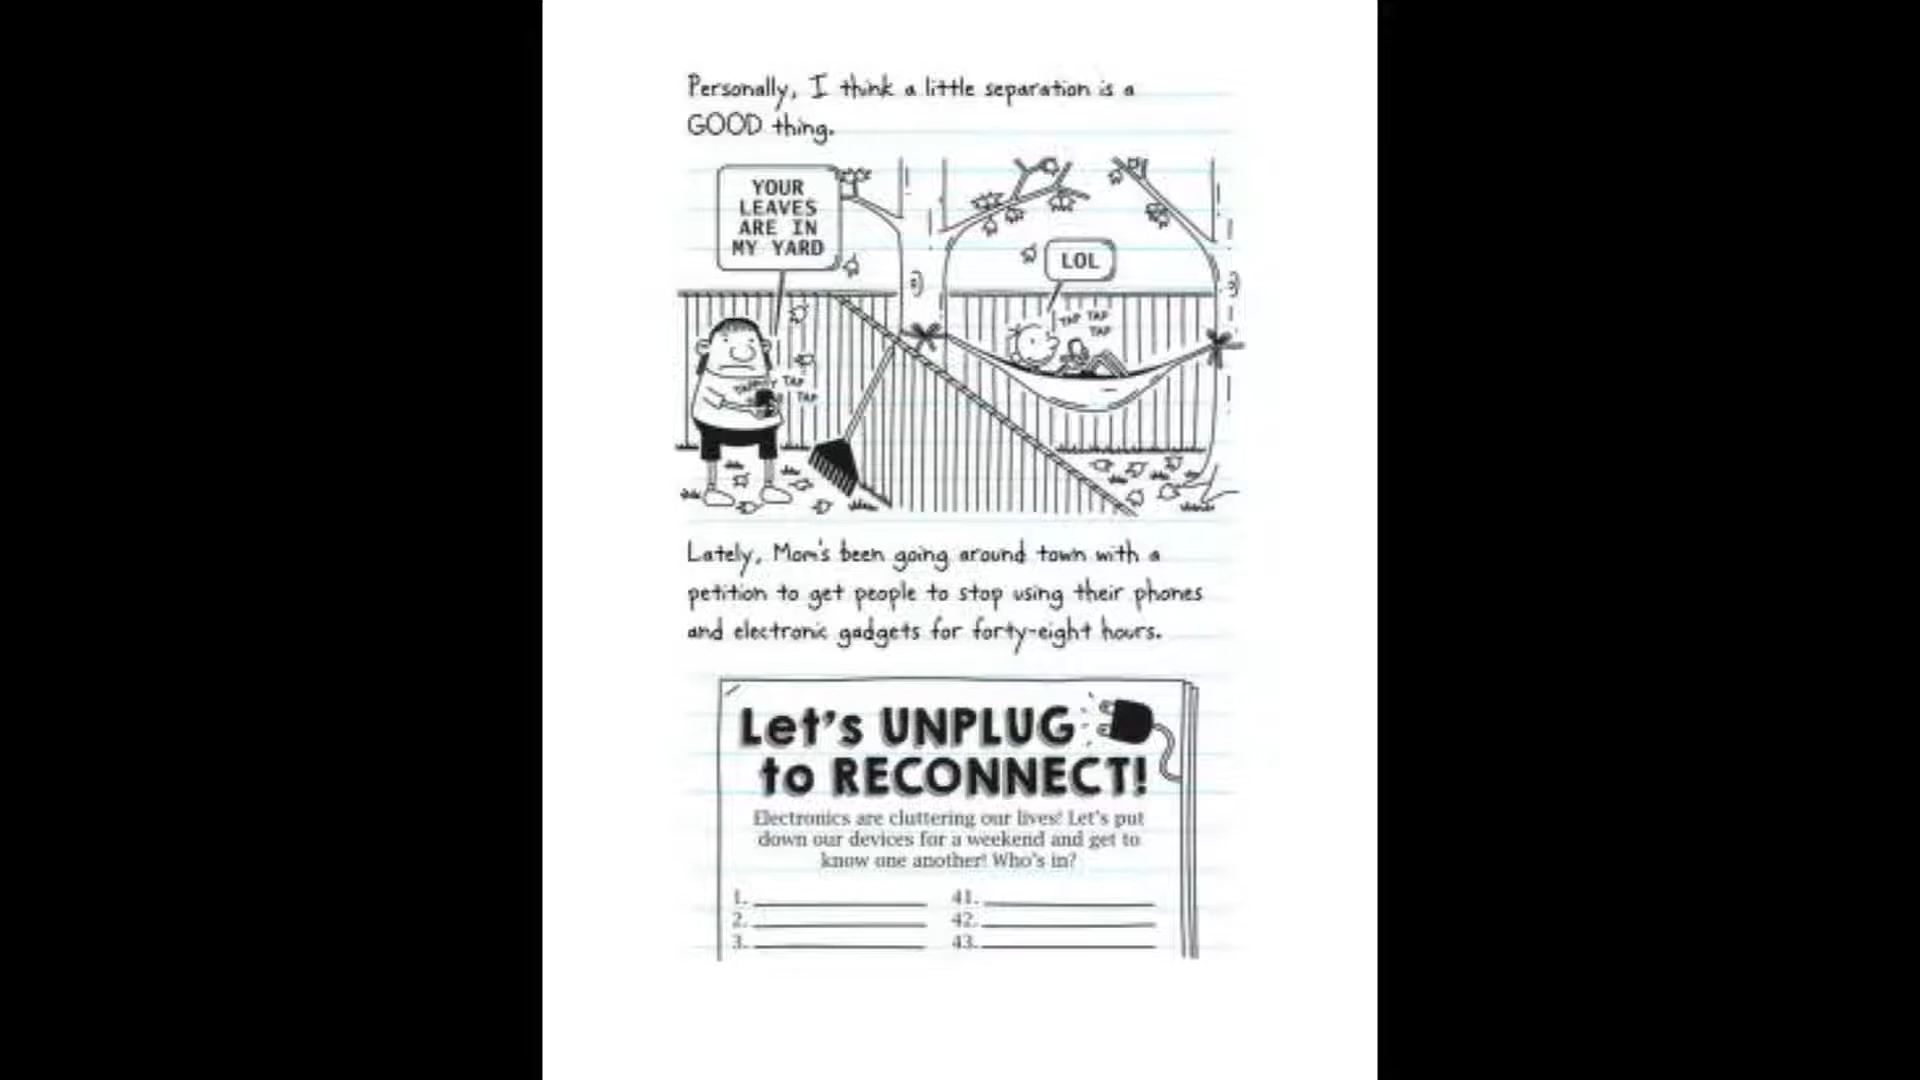 Personally, I think a little separation is a
GOOD thing.
YOUR
LEAVES
ARE IN
MY YARD
LOL
TAP TAP
TAP
TAP
TAP
Lately, Mom's been going around town with a
petition to get people to stop using their phones
and electronic gadgets for forty-eight hours.
Let's UNPLUG
to RECONNECT!
Electronics are cluttering our lives! Let's put
down our devices for a weekend and get to
know one another! Who's in?
1. 41.
2. 42.
3. 43.